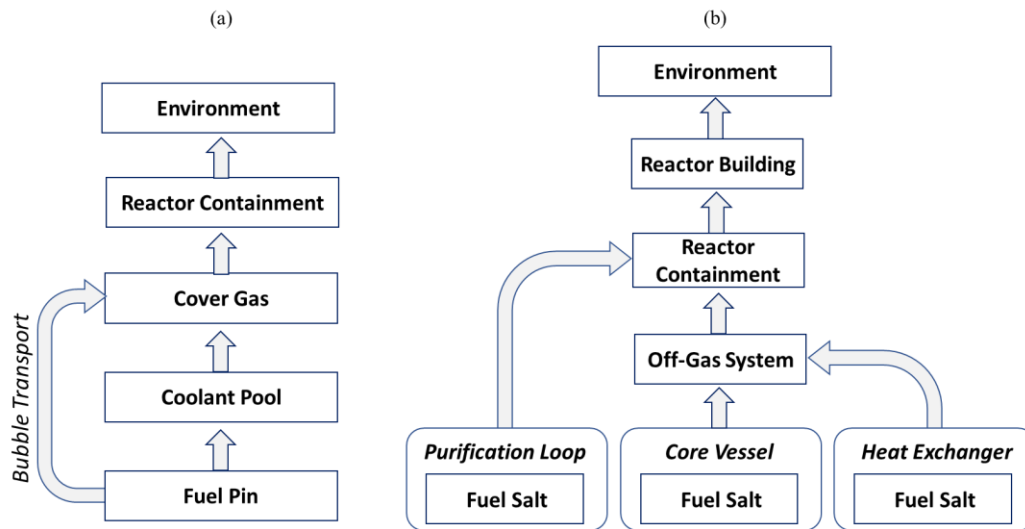 (a)
Environment
Reactor Containment
Cover Gas
Coolant Pool
Fuel Pin
Bubble Transport
(b)
Environment
Reactor Building
Reactor
Containment
Off-Gas System
Purification Loop
Fuel Salt
Core Vessel
Fuel Salt
Heat Exchanger
Fuel Salt